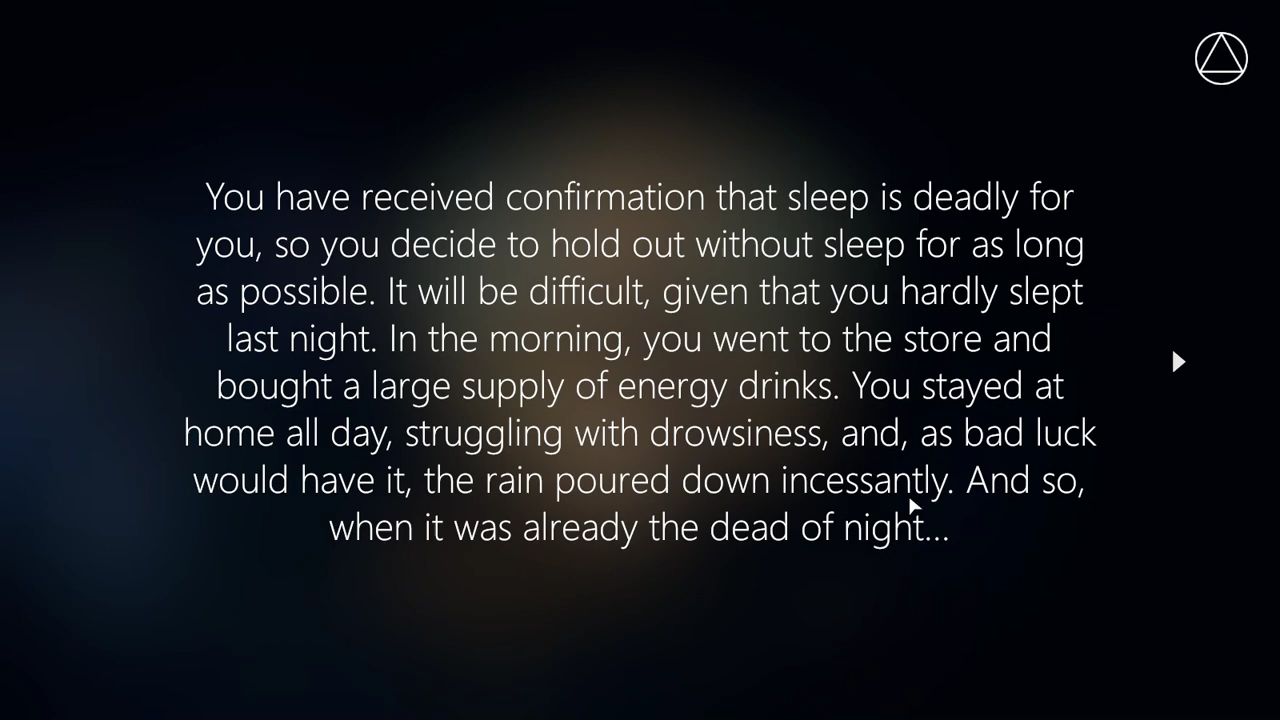 You have received confirmation that sleep is deadly for
you, so you decide to hold out without sleep for as long
as possible. It will be difficult, given that you hardly slept
last night. In the morning, you went to the store and
bought a large supply of energy drinks. You stayed at
home all day, struggling with drowsiness, and, as bad luck
would have it, the rain poured down incessantly. And so,
when it was already the dead of night...